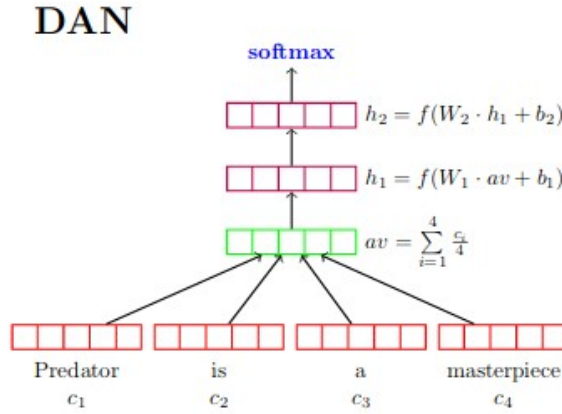 DAN
softmax
h₂ = f(W₂ · h₁ + b₂)
h₁ = f(W₁ · av + b₁)
av = ∑_{i=1}^{4} c_i/4
Predator is a masterpiece
c₁ c₂ c₃ c₄